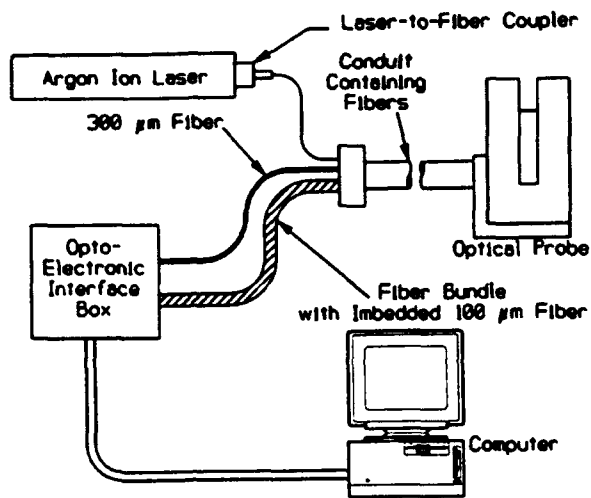 Laser-to-Fiber Coupler
Argon Ion Laser
Conduit
Containing
Fibers
300 µm Fiber
Optical Probe
Opto-
Electronic
Interface
Box
Fiber Bundle
with Imbedded 100 µm Fiber
Computer